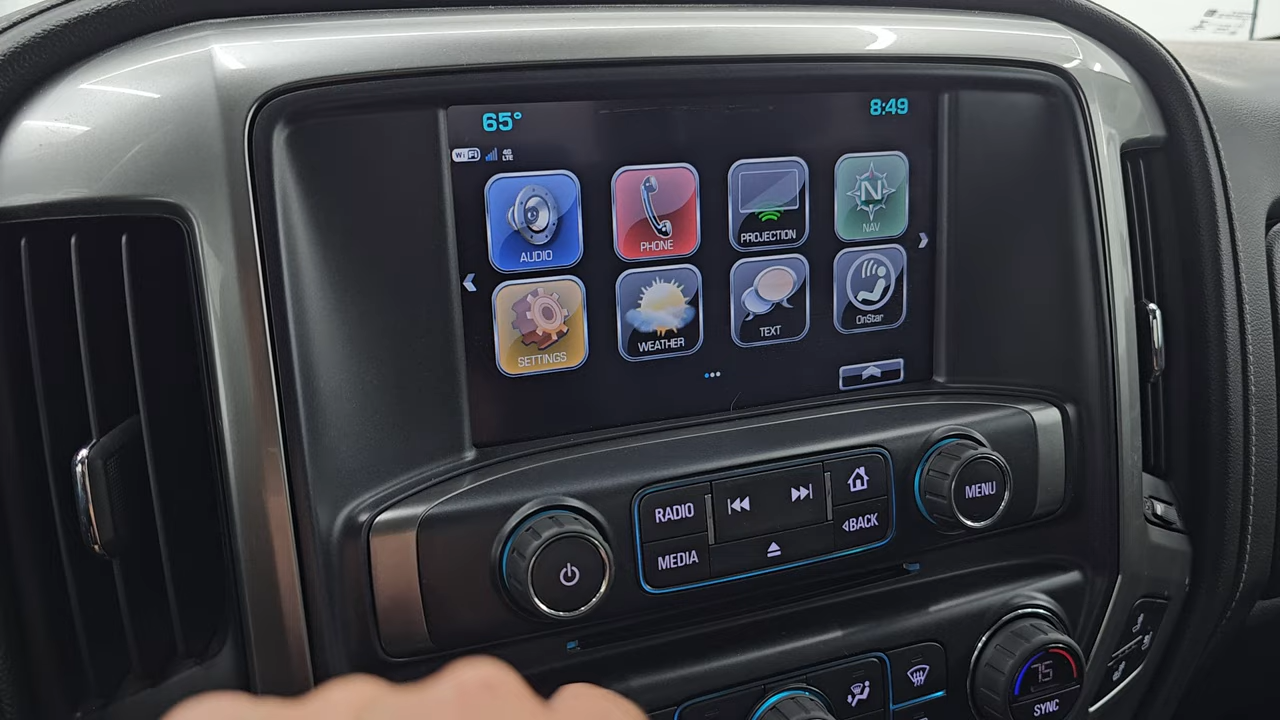 65°
8:49
WiFi
4G
LTE
AUDIO
PHONE
PROJECTION
N
NAV
SETTINGS
WEATHER
TEXT
OnStar
RADIO
MEDIA
BACK
MENU
75
SYNC